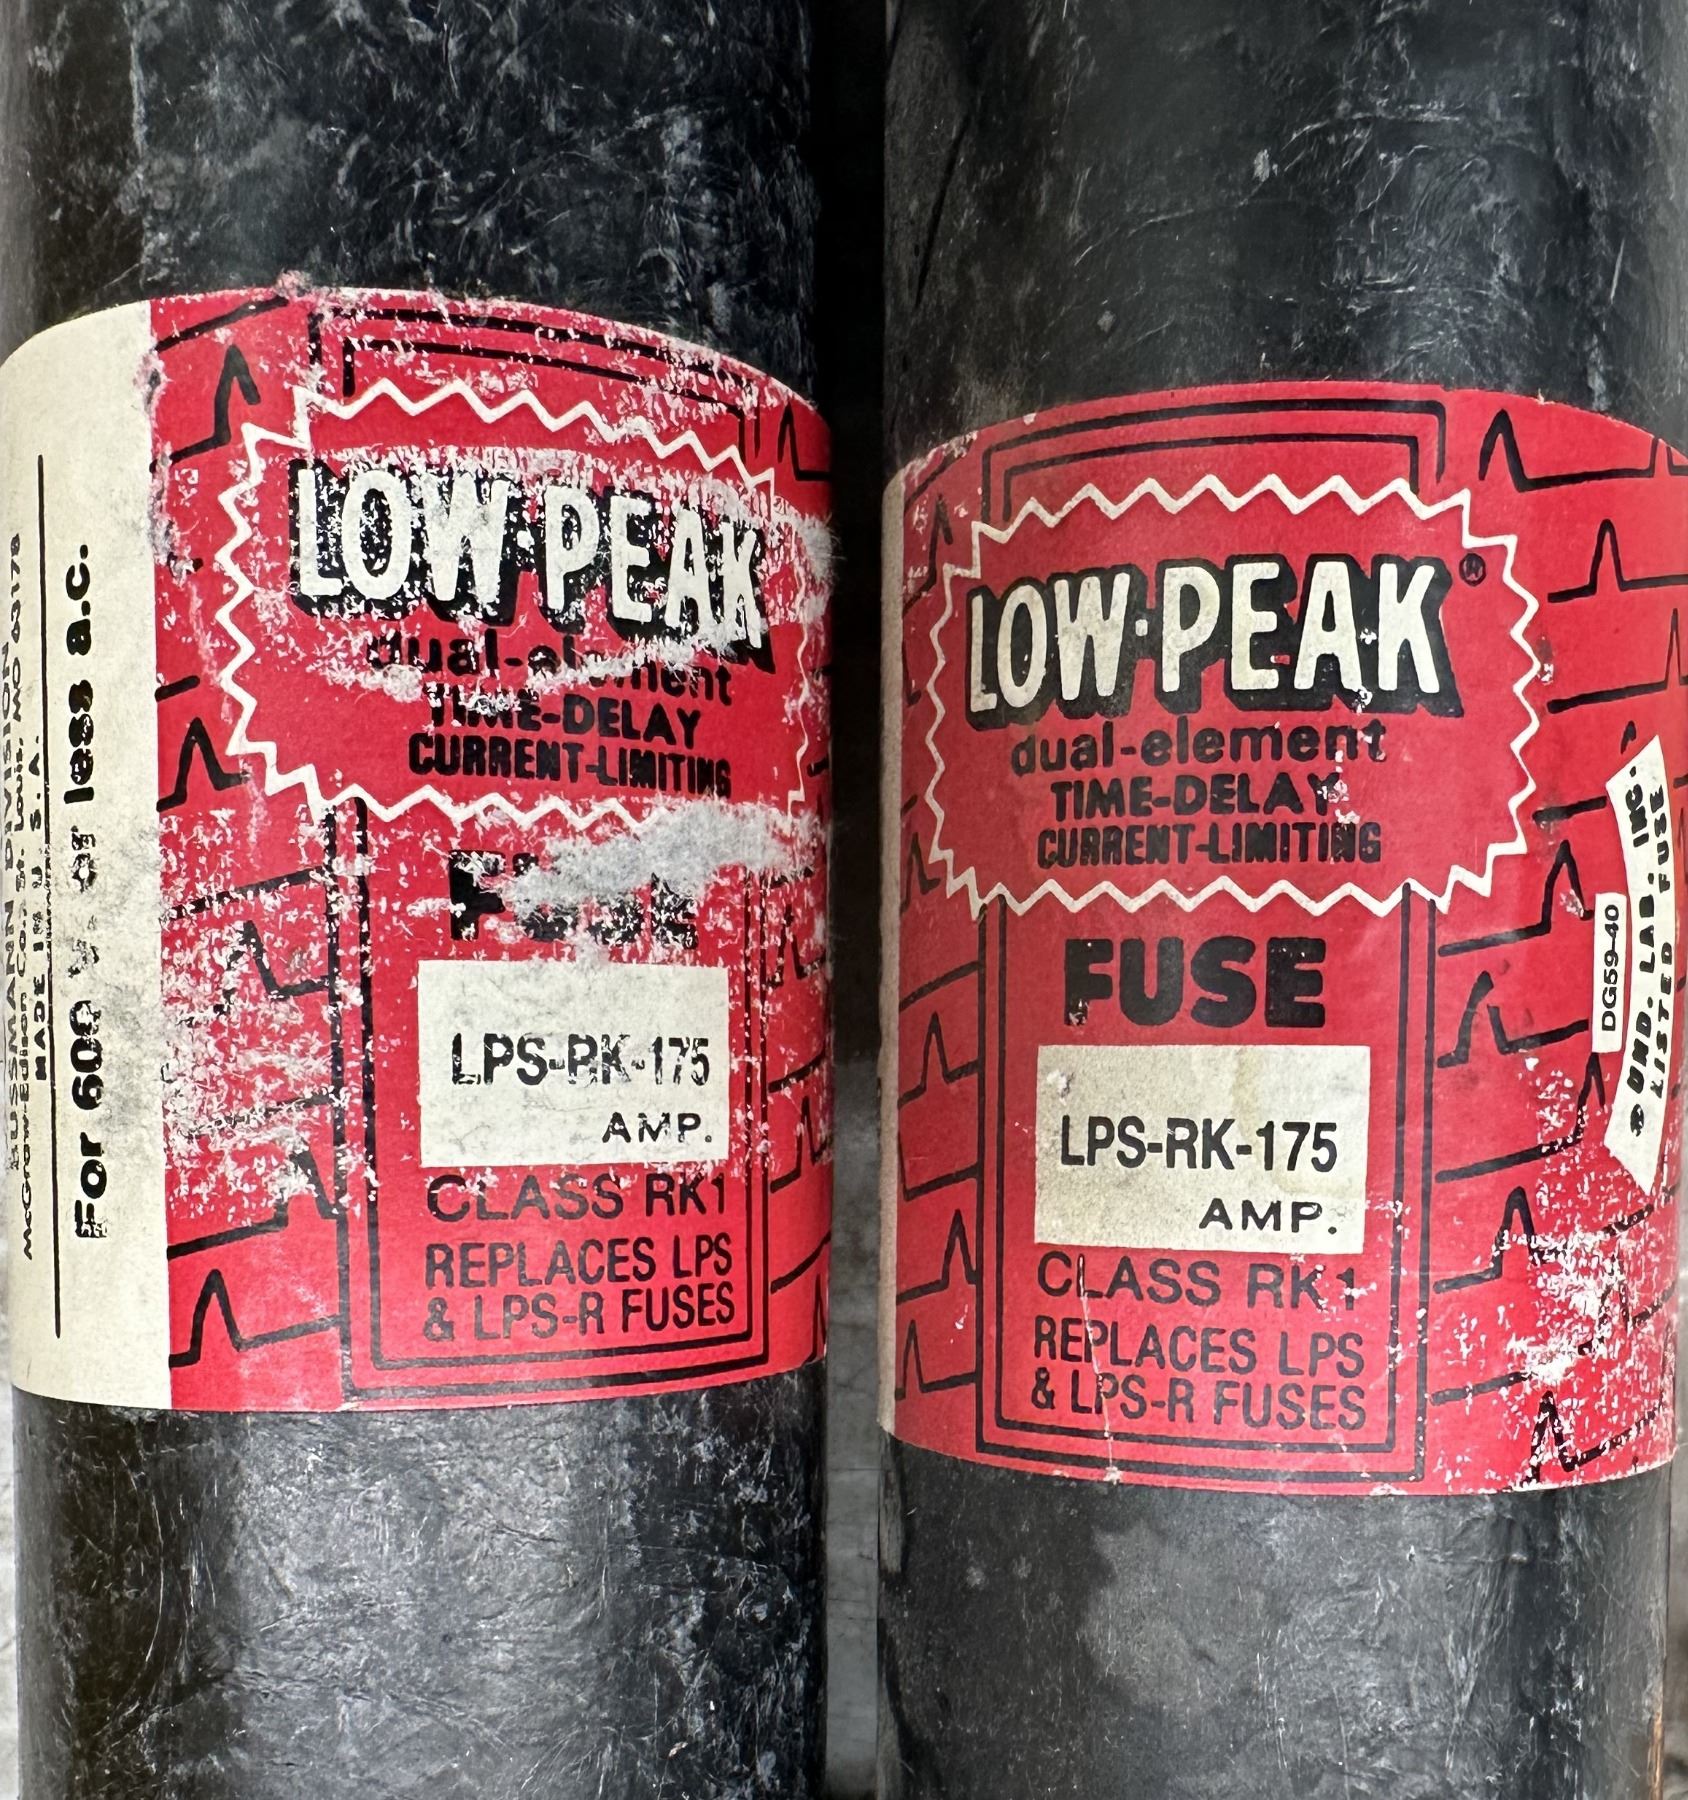 BUSSMANN DIVISION
McGraw-Edison Co., St. Louis, MO 63178
MADE IN U. S. A.
For 600 v. or less a.c.
LOW-PEAK
dual-element
TIME-DELAY
CURRENT-LIMITING
FUSE
LPS-RK-175
AMP.
CLASS RK1
REPLACES LPS
& LPS-R FUSES
LOW-PEAK®
dual-element
TIME-DELAY
CURRENT-LIMITING
FUSE
LPS-RK-175
AMP.
CLASS RK1
REPLACES LPS
& LPS-R FUSES
DG59-40
UND. LAB. INC.
LISTED FUSE